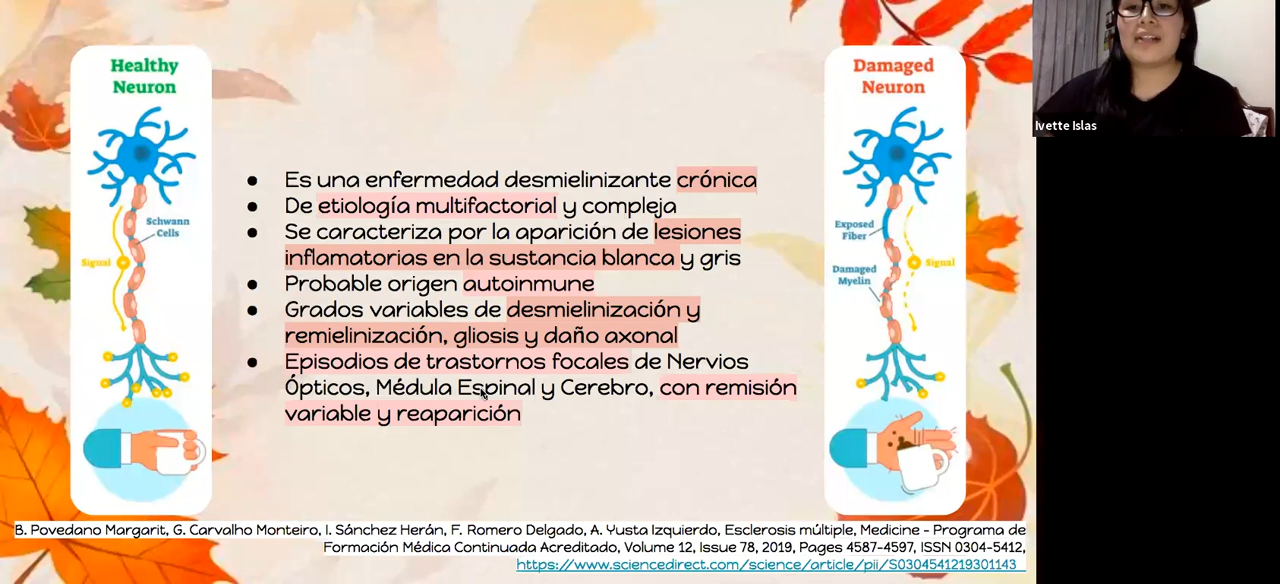 Healthy
Neuron
Schwann
Cells
Signal
● Es una enfermedad desmielinizante crónica
● De etiología multifactorial y compleja
● Se caracteriza por la aparición de lesiones
inflamatorias en la sustancia blanca y gris
● Probable origen autoinmune
● Grados variables de desmielinización y
remielinización, gliosis y daño axonal
● Episodios de trastornos focales de Nervios
Ópticos, Médula Espinal y Cerebro, con remisión
variable y reaparición
Damaged
Neuron
Exposed
Fiber
Signal
Damaged
Myelin
Ivette Islas
B. Povedano Margarit, G. Carvalho Monteiro, I. Sánchez Herán, F. Romero Delgado, A. Yusta Izquierdo, Esclerosis múltiple, Medicine - Programa de
Formación Médica Continuada Acreditado, Volume 12, Issue 78, 2019, Pages 4587-4597, ISSN 0304-5412,
https://www.sciencedirect.com/science/article/pii/S0304541219301143